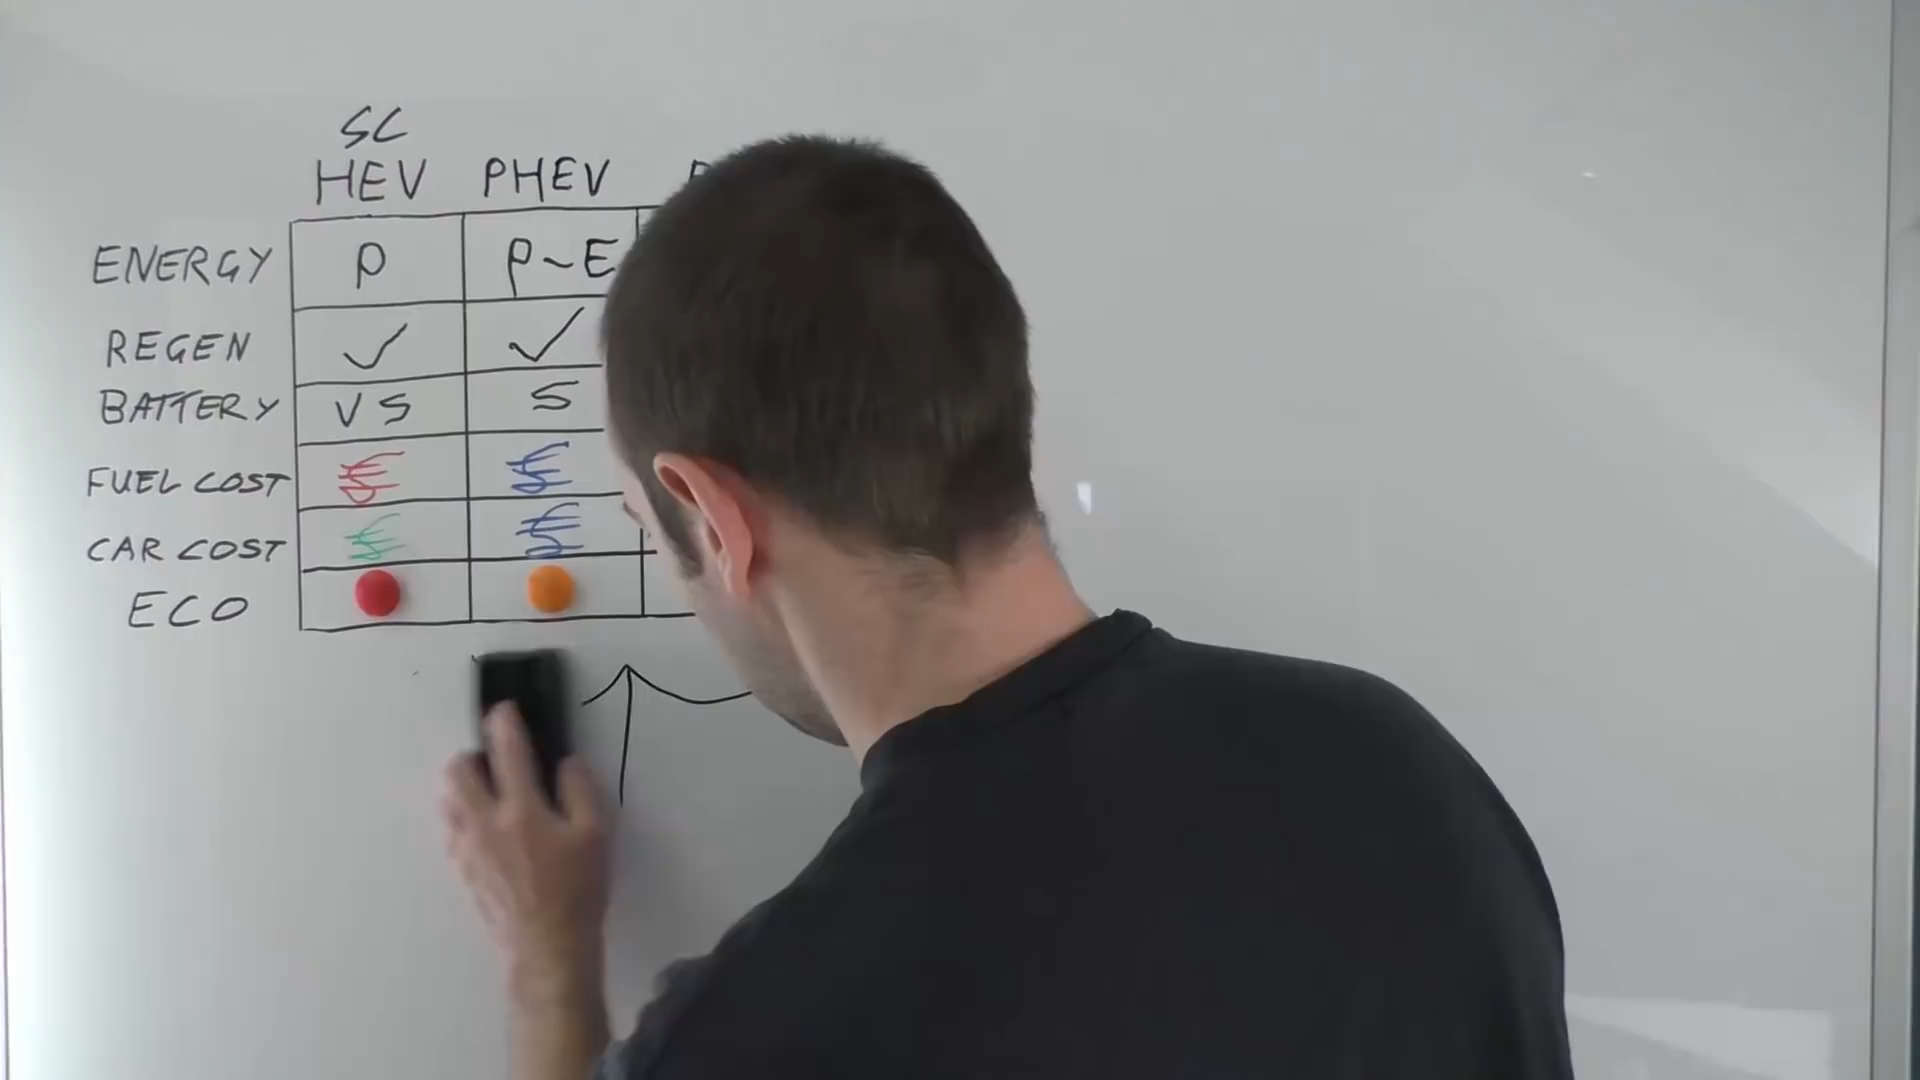 SC
HEV PHEV
ENERGY P P~E
REGEN ✓ ✓
BATTERY VS S
FUEL COST £ £
CAR COST £ £
ECO